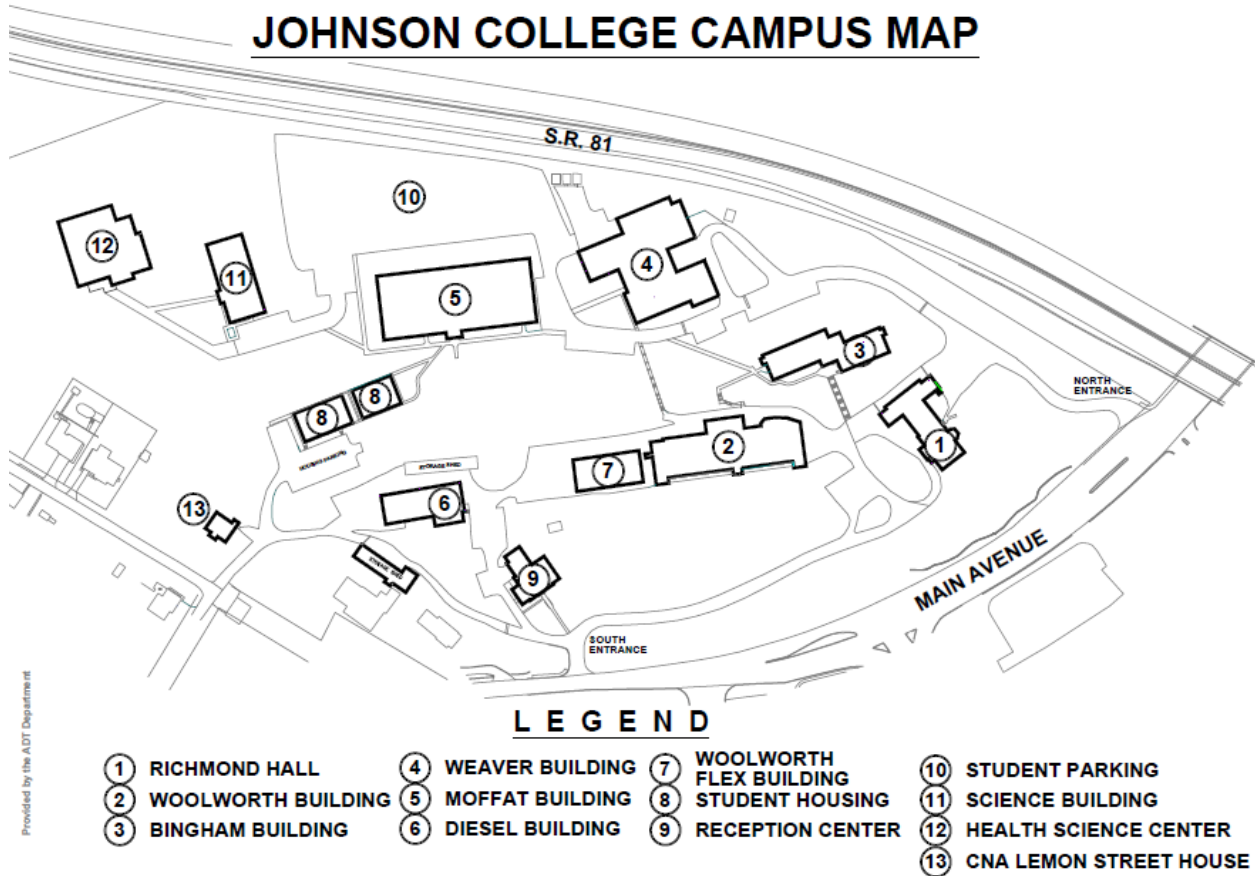 JOHNSON COLLEGE CAMPUS MAP
S.R. 81
10
12
11
4
5
3
NORTH
ENTRANCE
8
8
1
2
HOUSING PARKING
STORAGE SHED
7
6
13
STORAGE SHED
9
MAIN AVENUE
SOUTH
ENTRANCE
Provided by the ADT Department
LEGEND
1 RICHMOND HALL
2 WOOLWORTH BUILDING
3 BINGHAM BUILDING
4 WEAVER BUILDING
5 MOFFAT BUILDING
6 DIESEL BUILDING
7 WOOLWORTH
FLEX BUILDING
8 STUDENT HOUSING
9 RECEPTION CENTER
10 STUDENT PARKING
11 SCIENCE BUILDING
12 HEALTH SCIENCE CENTER
13 CNA LEMON STREET HOUSE